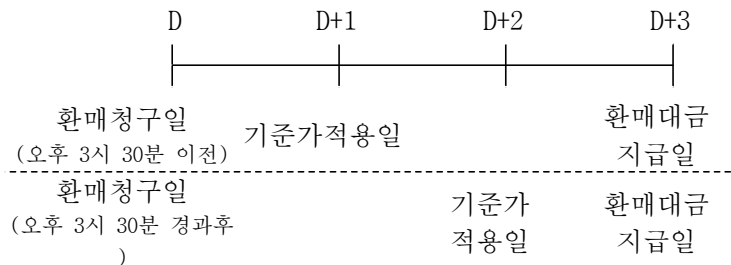 D D+1 D+2 D+3
환매청구일
(오후 3시 30분 이전)
기준가적용일
환매대금
지급일
환매청구일
(오후 3시 30분 경과후
)
기준가
적용일
환매대금
지급일